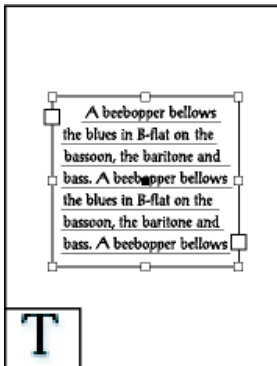 A beebopper bellows
the blues in B-flat on the
bassoon, the baritone and
bass. A beebopper bellows
the blues in B-flat on the
bassoon, the baritone and
bass. A beebopper bellows
T